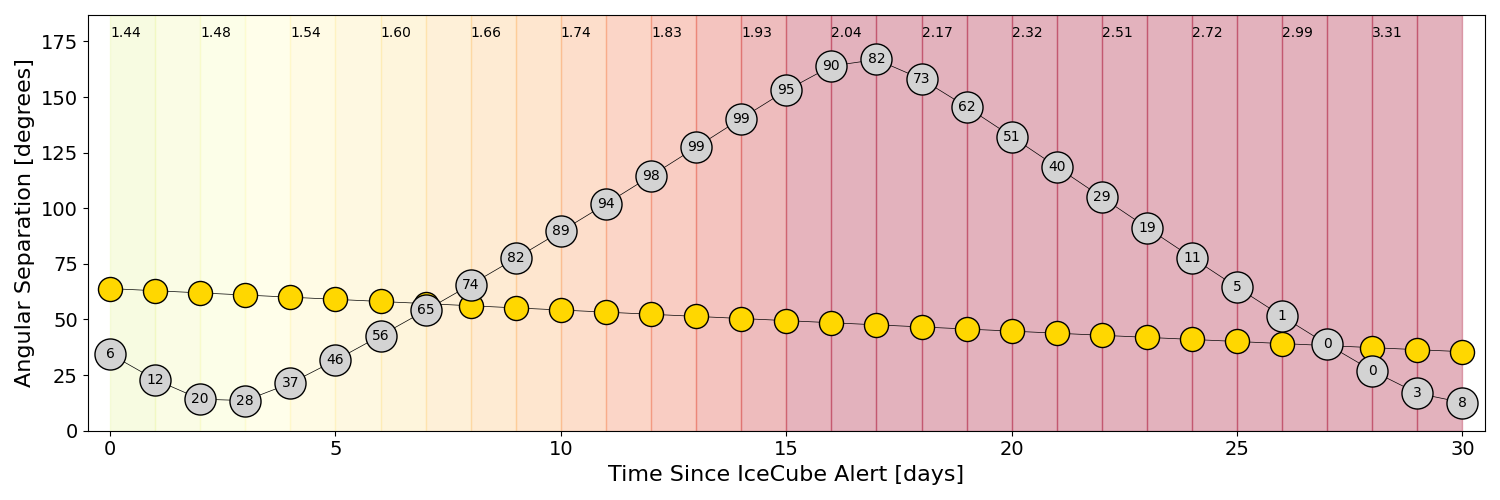 1.44 1.48 1.54 1.60 1.66 1.74 1.83 1.93 2.04 2.17 2.32 2.51 2.72 2.99 3.31
175
150
125
100
75
50
25
0
Angular Separation [degrees]
6 12 20 28 37 46 56 65 74 82 89 94 98 99 99 95 90 82 73 62 51 40 29 19 11 5 1 0 0 3 8
0 5 10 15 20 25 30
Time Since IceCube Alert [days]